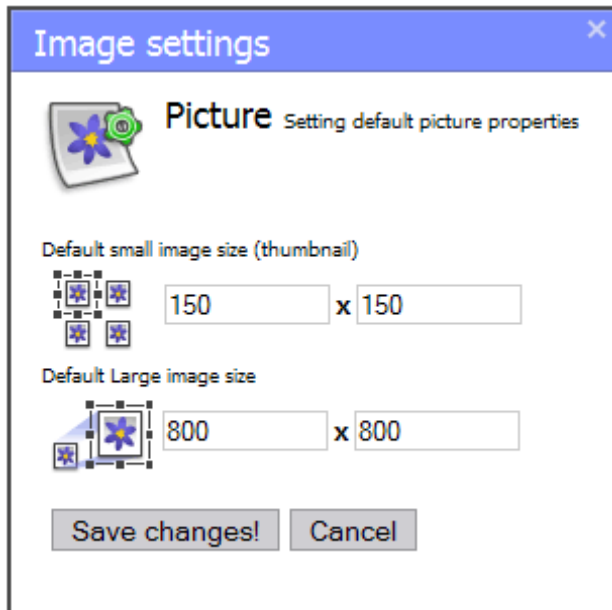 Image settings
×
Picture Setting default picture properties
Default small image size (thumbnail)
150 x 150
Default Large image size
800 x 800
Save changes! Cancel